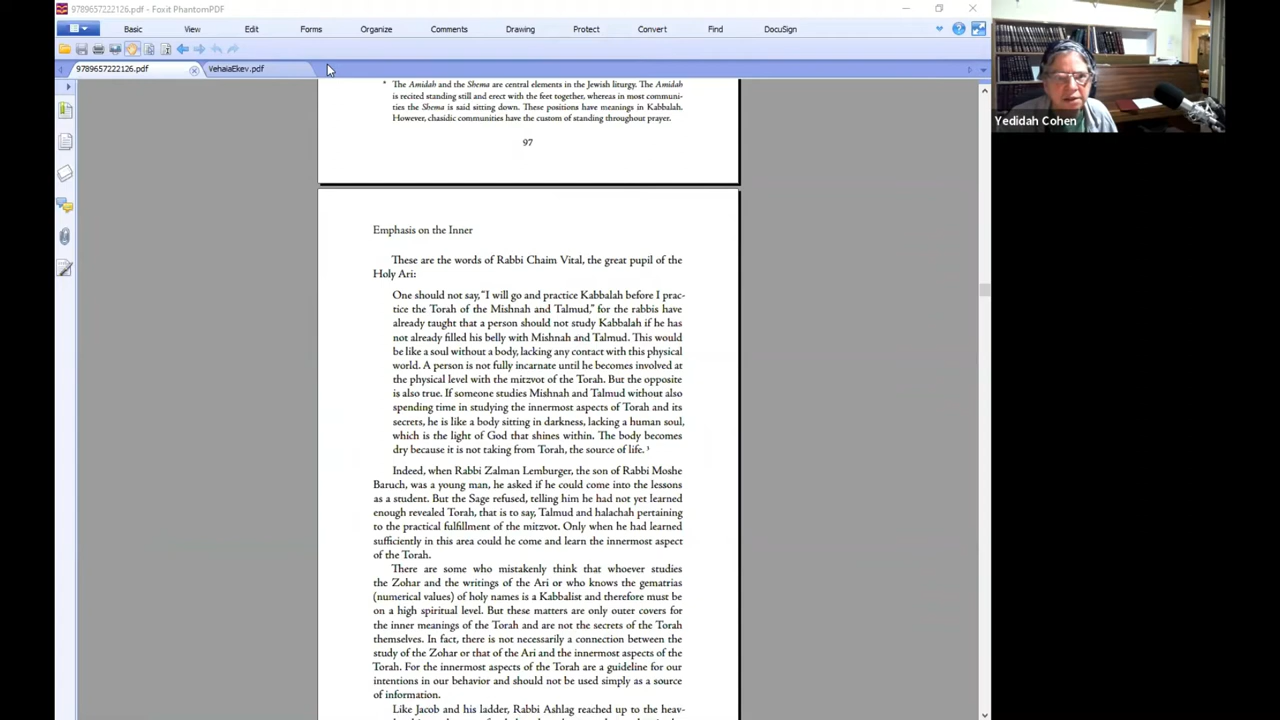 9789657222126.pdf - Foxit PhantomPDF
Basic View Edit Forms Organize Comments Drawing Protect Convert Find DocuSign
9789657222126.pdf VehaiaEkev.pdf
* The Amidah and the Shema are central elements in the Jewish liturgy. The Amidah
is recited standing still and erect with the feet together, whereas in most communi-
ties the Shema is said sitting down. These positions have meanings in Kabbalah.
However, chasidic communities have the custom of standing throughout prayer.
97
Emphasis on the Inner
These are the words of Rabbi Chaim Vital, the great pupil of the
Holy Ari:
One should not say, "I will go and practice Kabbalah before I prac-
tice the Torah of the Mishnah and Talmud," for the rabbis have
already taught that a person should not study Kabbalah if he has
not already filled his belly with Mishnah and Talmud. This would
be like a soul without a body, lacking any contact with this physical
world. A person is not fully incarnate until he becomes involved at
the physical level with the mitzvot of the Torah. But the opposite
is also true. If someone studies Mishnah and Talmud without also
spending time in studying the innermost aspects of Torah and its
secrets, he is like a body sitting in darkness, lacking a human soul,
which is the light of God that shines within. The body becomes
dry because it is not taking from Torah, the source of life.
Indeed, when Rabbi Zalman Lemburger, the son of Rabbi Moshe
Baruch, was a young man, he asked if he could come into the lessons
as a student. But the Sage refused, telling him he had not yet learned
enough revealed Torah, that is to say, Talmud and halachah pertaining
to the practical fulfillment of the mitzvot. Only when he had learned
sufficiently in this area could he come and learn the innermost aspect
of the Torah.
There are some who mistakenly think that whoever studies
the Zohar and the writings of the Ari or who knows the gematrias
(numerical values) of holy names is a Kabbalist and therefore must be
on a high spiritual level. But these matters are only outer covers for
the inner meanings of the Torah and are not the secrets of the Torah
themselves. In fact, there is not necessarily a connection between the
study of the Zohar or that of the Ari and the innermost aspects of the
Torah. For the innermost aspects of the Torah are a guideline for our
intentions in our behavior and should not be used simply as a source
of information.
Like Jacob and his ladder, Rabbi Ashlag reached up to the heav-
Yedidah Cohen